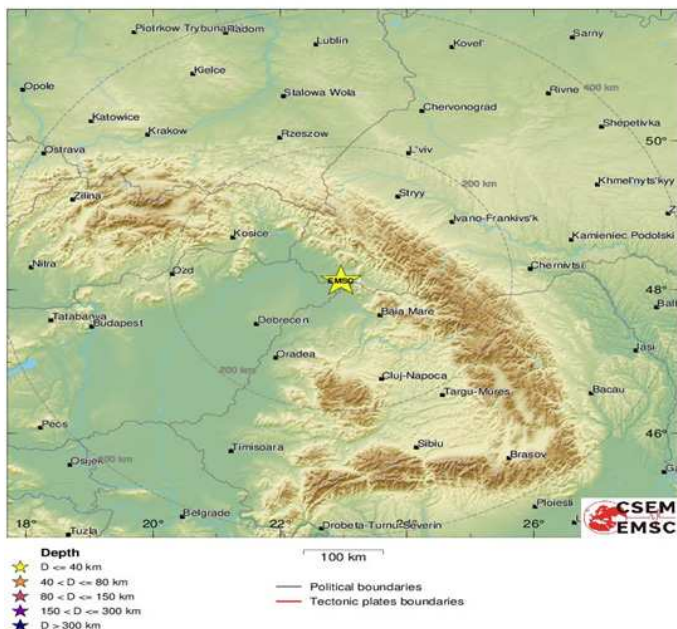 Piotrkow Trybunal
Radom
Lublin
Kovel'
Sarny
Kielce
Opole
Stalowa Wola
Rivne
400 km
Chervonograd
Katowice
Shepetivka
Krakow
Rzeszow
50°
Ostrava
L'viv
200 km
Khmel'nyts'kyy
Zilina
Stryy
Ivano-Frankivs'k
Kosice
Kamieniec Podolski
Nitra
Ozd
Chernivtsi
EMSC
48°
Tatabanya
Budapest
Debrecen
Baia Mare
Oradea
Iasi
200 km
Cluj-Napoca
Targu-Mures
Bacau
Pecs
46°
Timisoara
Sibiu
Brasov
Osijek
400 km
Ploiesti
Belgrade
CSEM
EMSC
18°
20°
22°
24°
26°
Tuzla
Drobeta-Turnu-Severin
Depth
100 km
D <= 40 km
40 < D <= 80 km
80 < D <= 150 km
150 < D <= 300 km
D > 300 km
Political boundaries
Tectonic plates boundaries